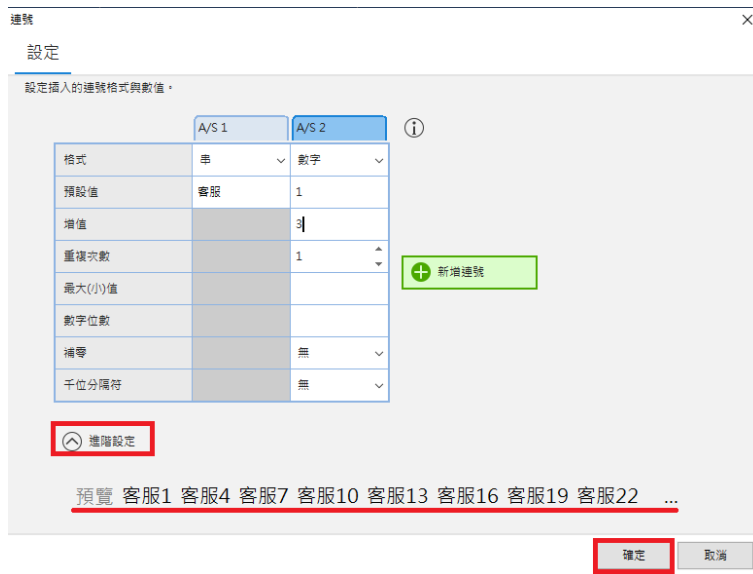 連號
設定
設定插入的連號格式與數值。
A/S 1 A/S 2
格式 串 數字
預設值 客服 1
增值 3
重複次數 1
新增連號
最大(小)值
數字位數
補零 無
千位分隔符 無
進階設定
預覽 客服1 客服4 客服7 客服10 客服13 客服16 客服19 客服22 ...
確定 取消